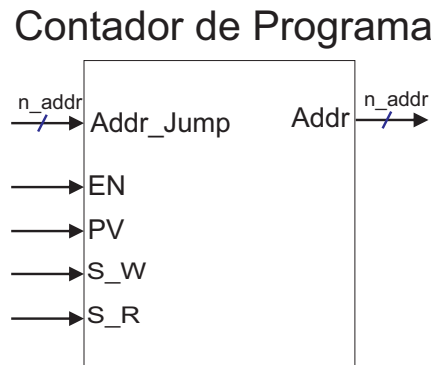 Contador de Programa
n_addr
n_addr
Addr_Jump
Addr
EN
PV
S_W
S_R